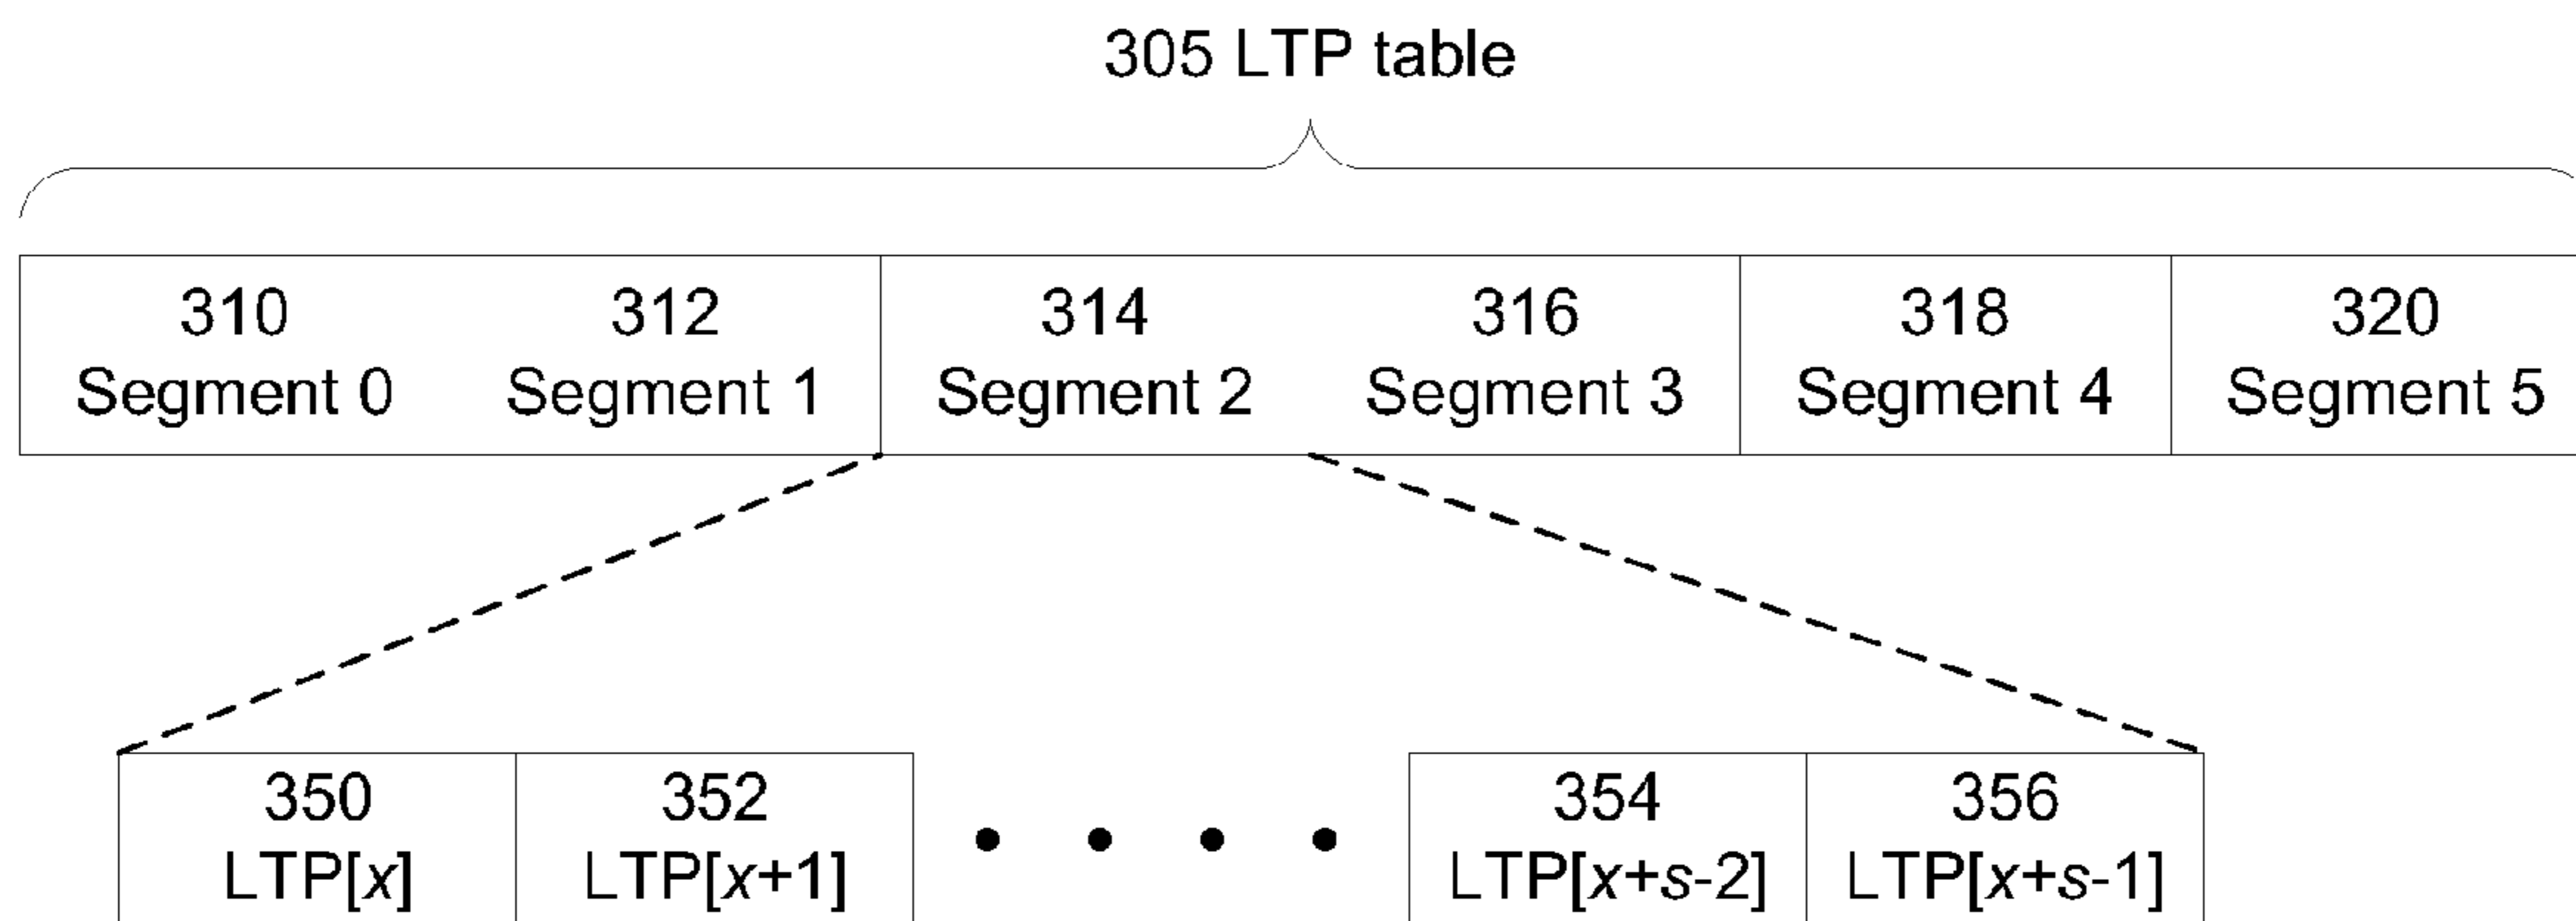 305 LTP table
310 312 314 316 318 320
Segment 0 Segment 1 Segment 2 Segment 3 Segment 4 Segment 5
350 352 354 356
LTP[x] LTP[x+1] LTP[x+s-2] LTP[x+s-1]